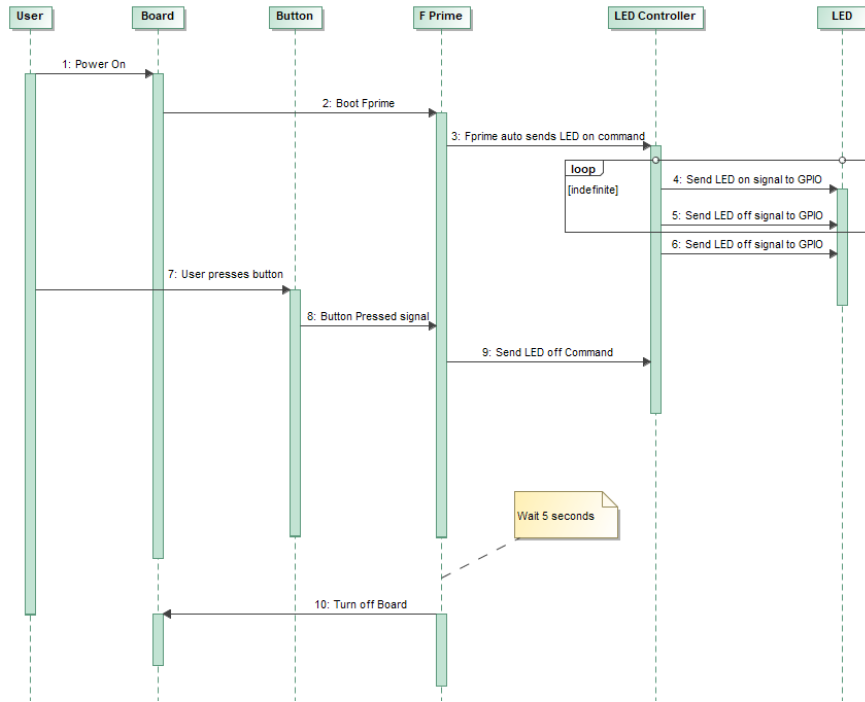 User
Board
Button
F Prime
LED Controller
LED
1: Power On
2: Boot Fprime
3: Fprime auto sends LED on command
loop
[indefinite]
4: Send LED on signal to GPIO
5: Send LED off signal to GPIO
6: Send LED off signal to GPIO
7: User presses button
8: Button Pressed signal
9: Send LED off Command
Wait 5 seconds
10: Turn off Board